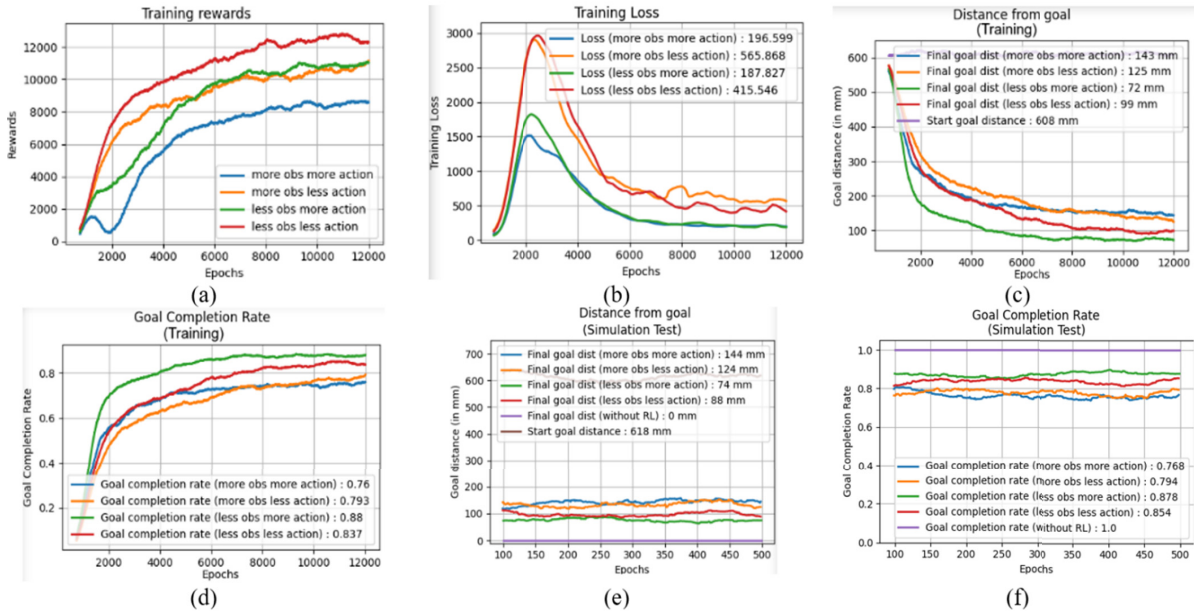 Training rewards
12000
10000
8000
6000
4000
2000
0
Rewards
more obs more action
more obs less action
less obs more action
less obs less action
2000 4000 6000 8000 10000 12000
Epochs
(a)
Training Loss
3000
2500
2000
1500
1000
500
0
Training Loss
Loss (more obs more action) : 196.599
Loss (more obs less action) : 565.868
Loss (less obs more action) : 187.827
Loss (less obs less action) : 415.546
2000 4000 6000 8000 10000 12000
Epochs
(b)
Distance from goal
(Training)
600
500
400
300
200
100
Goal distance (in mm)
Final goal dist (more obs more action) : 143 mm
Final goal dist (more obs less action) : 125 mm
Final goal dist (less obs more action) : 72 mm
Final goal dist (less obs less action) : 99 mm
Start goal distance : 608 mm
2000 4000 6000 8000 10000 12000
Epochs
(c)
Goal Completion Rate
(Training)
0.8
0.6
0.4
0.2
Goal Completion Rate
Goal completion rate (more obs more action) : 0.76
Goal completion rate (more obs less action) : 0.793
Goal completion rate (less obs more action) : 0.88
Goal completion rate (less obs less action) : 0.837
2000 4000 6000 8000 10000 12000
Epochs
(d)
Distance from goal
(Simulation Test)
700
600
500
400
300
200
100
0
Goal distance (in mm)
Final goal dist (more obs more action) : 144 mm
Final goal dist (more obs less action) : 124 mm
Final goal dist (less obs more action) : 74 mm
Final goal dist (less obs less action) : 88 mm
Final goal dist (without RL) : 0 mm
Start goal distance : 618 mm
100 150 200 250 300 350 400 450 500
Epochs
(e)
Goal Completion Rate
(Simulation Test)
1.0
0.8
0.6
0.4
0.2
0.0
Goal Completion Rate
Goal completion rate (more obs more action) : 0.768
Goal completion rate (more obs less action) : 0.794
Goal completion rate (less obs more action) : 0.878
Goal completion rate (less obs less action) : 0.854
Goal completion rate (without RL) : 1.0
100 150 200 250 300 350 400 450 500
Epochs
(f)